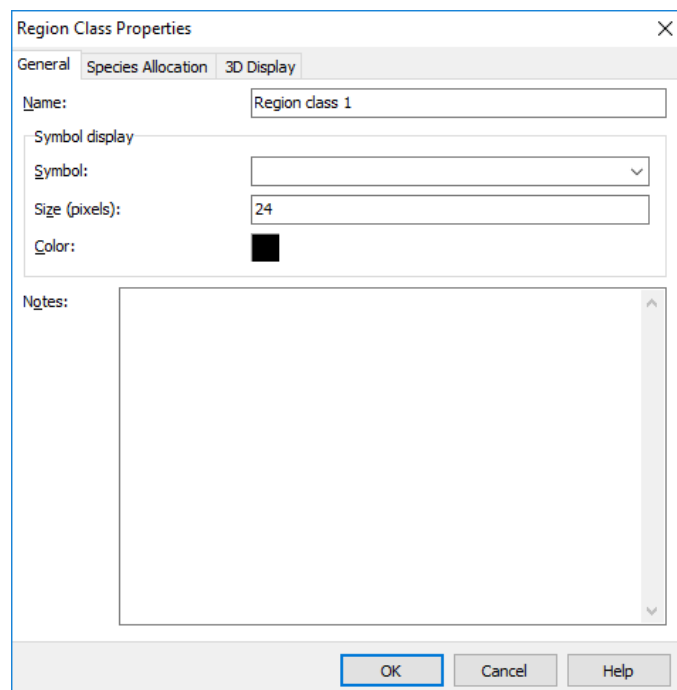 Region Class Properties
General Species Allocation 3D Display
Name: Region class 1
Symbol display
Symbol:
Size (pixels): 24
Color:
Notes:
OK Cancel Help